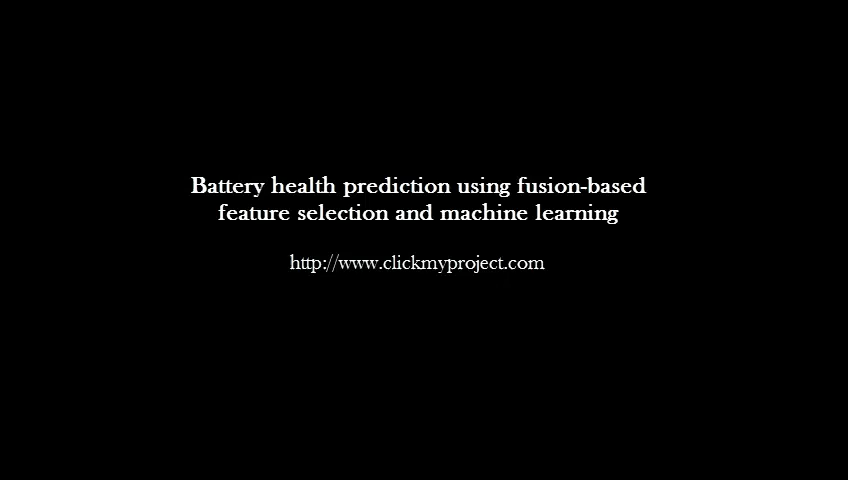 Battery health prediction using fusion-based
feature selection and machine learning
http://www.clickmyproject.com